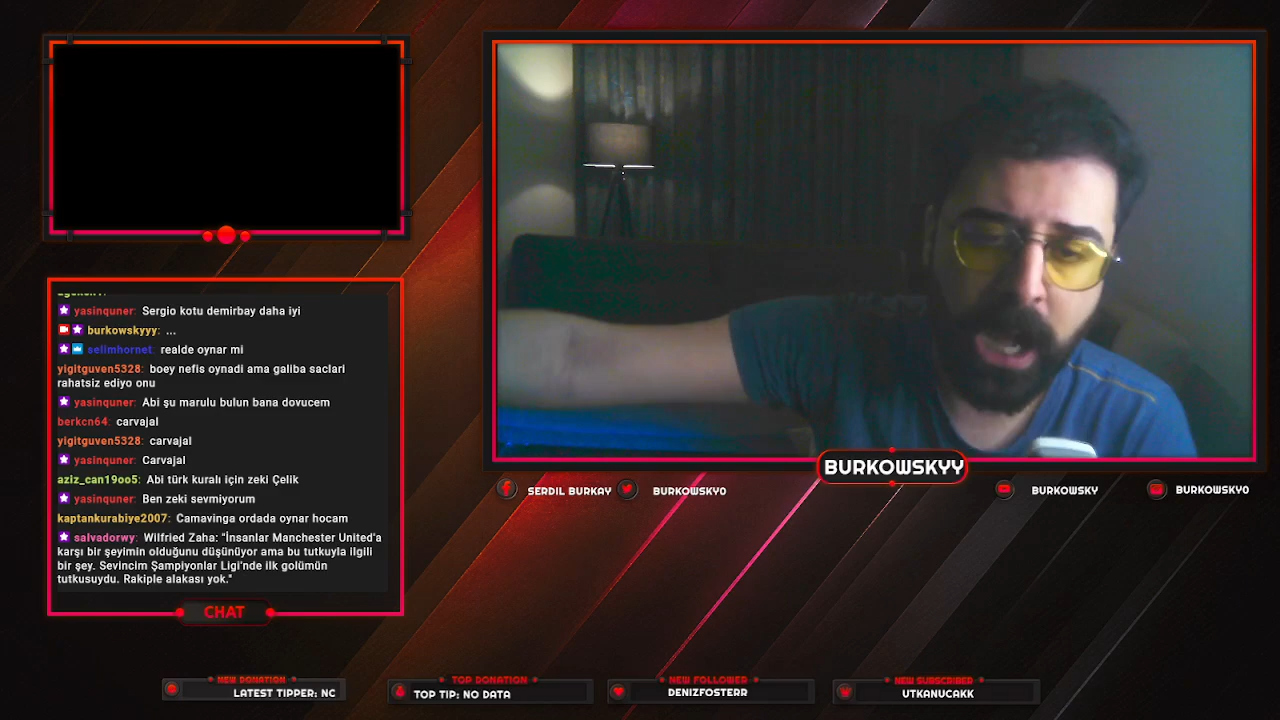 yasinquner: Sergio kotu demirbay daha iyi
burkowskyyy: ...
selimhornet: realde oynar mi
yigitguven5328: boey nefis oynadi ama galiba saclari
rahatsiz ediyo onu
yasinquner: Abi şu marulu bulun bana dovucem
berkcn64: carvajal
yigitguven5328: carvajal
yasinquner: Carvajal
aziz_can19oo5: Abi türk kuralı için zeki Çelik
yasinquner: Ben zeki sevmiyorum
kaptankurabiye2007: Camavinga ordada oynar hocam
salvadorwy: Wilfried Zaha: "İnsanlar Manchester United'a
karşı bir şeyimin olduğunu düşünüyor ama bu tutkuyla ilgili
bir şey. Sevincim Şampiyonlar Ligi'nde ilk golümün
tutkusuydu. Rakiple alakası yok."
CHAT
BURKOWSKYY
SERDIL BURKAY
BURKOWSKY0
BURKOWSKY
BURKOWSKY0
NEW DONATION
LATEST TIPPER: NC
TOP DONATION
TOP TIP: NO DATA
NEW FOLLOWER
DENIZFOSTERR
NEW SUBSCRIBED
UTKANUCAKK